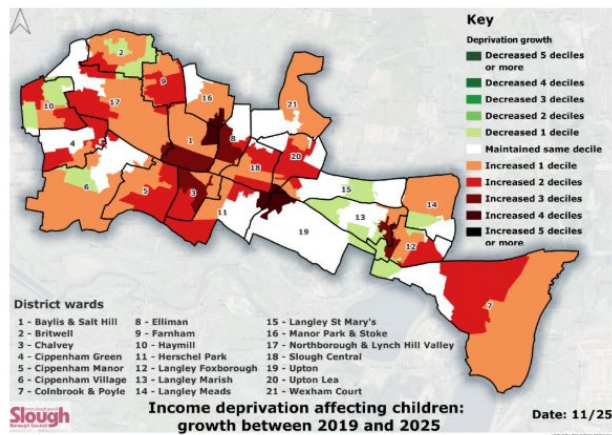 Key
Deprivation growth
Decreased 5 deciles
or more
Decreased 4 deciles
Decreased 3 deciles
Decreased 2 deciles
Decreased 1 decile
Maintained same decile
Increased 1 decile
Increased 2 deciles
Increased 3 deciles
Increased 4 deciles
Increased 5 deciles
or more
2
9
10
17
16
21
4
1
8
20
18
6
5
3
15
11
13
14
19
12
7
District wards
1 - Baylis & Salt Hill
2 - Britwell
3 - Chalvey
4 - Cippenham Green
5 - Cippenham Manor
6 - Cippenham Village
7 - Colnbrook & Poyle
8 - Elliman
9 - Farnham
10 - Haymill
11 - Herschel Park
12 - Langley Foxborough
13 - Langley Marish
14 - Langley Meads
15 - Langley St Mary's
16 - Manor Park & Stoke
17 - Northborough & Lynch Hill Valley
18 - Slough Central
19 - Upton
20 - Upton Lea
21 - Wexham Court
Slough
Borough Council
Income deprivation affecting children:
growth between 2019 and 2025
Date: 11/25